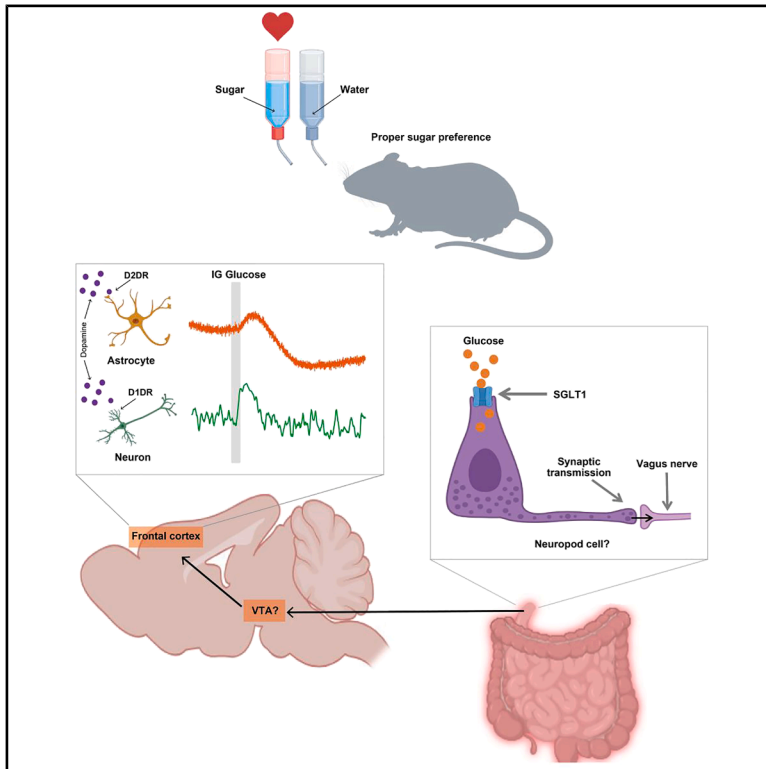 Sugar
Water
Proper sugar preference
D2DR
IG Glucose
Dopamine
Astrocyte
D1DR
Neuron
Glucose
SGLT1
Synaptic
transmission
Vagus nerve
Neuropod cell?
Frontal cortex
VTA?